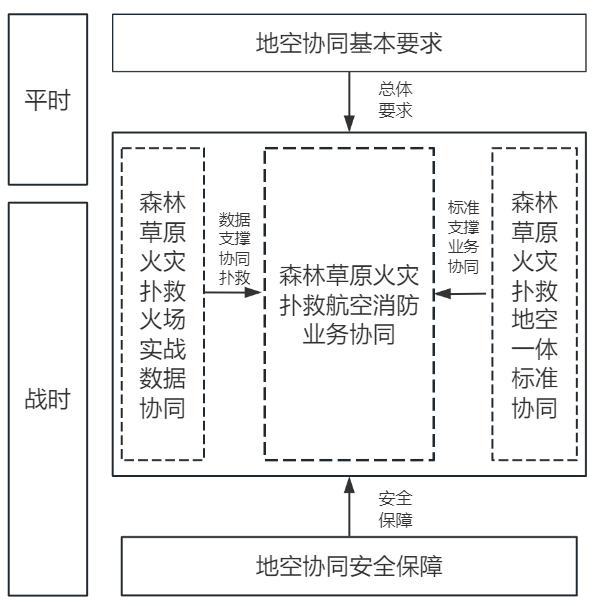 平时
地空协同基本要求
总体
要求
森林
草原
火灾
扑救
火场
实战
数据
协同
数据
支撑
协同
扑救
森林草原火灾
扑救航空消防
业务协同
标准
支撑
业务
协同
森林
草原
火灾
扑救
地空
一体
标准
协同
战时
安全
保障
地空协同安全保障